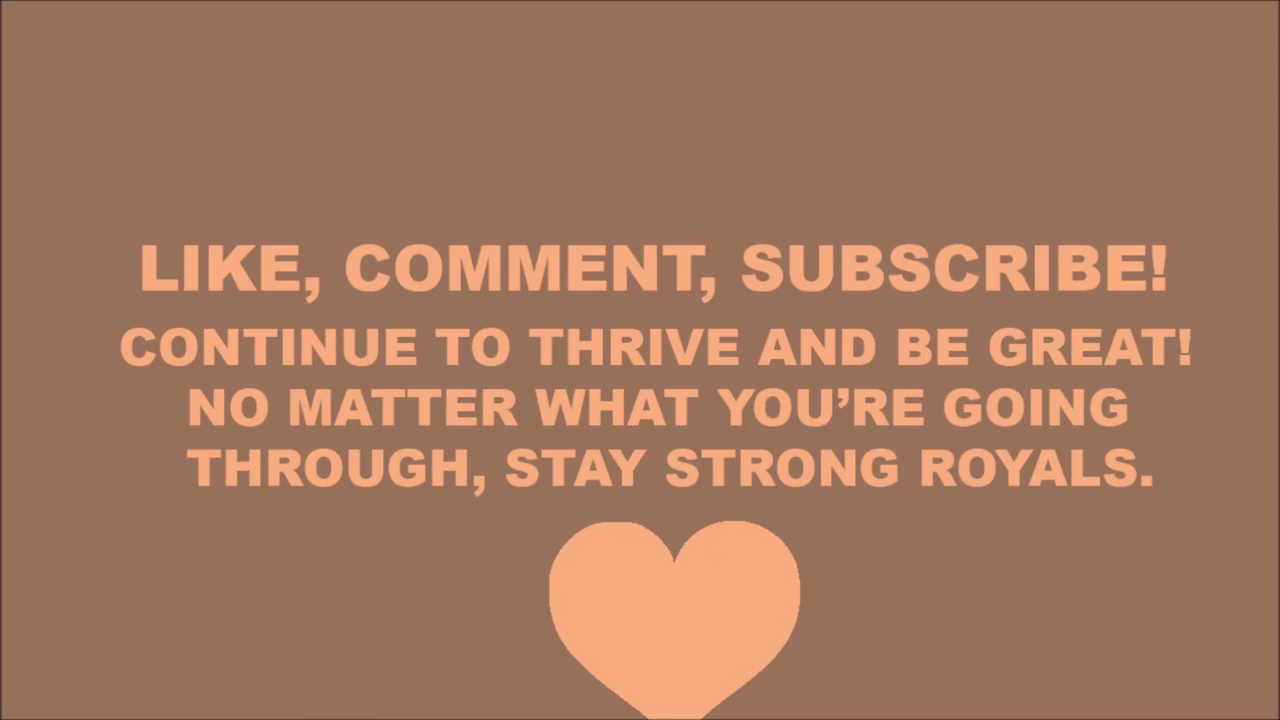 LIKE, COMMENT, SUBSCRIBE!
CONTINUE TO THRIVE AND BE GREAT!
NO MATTER WHAT YOU’RE GOING
THROUGH, STAY STRONG ROYALS.